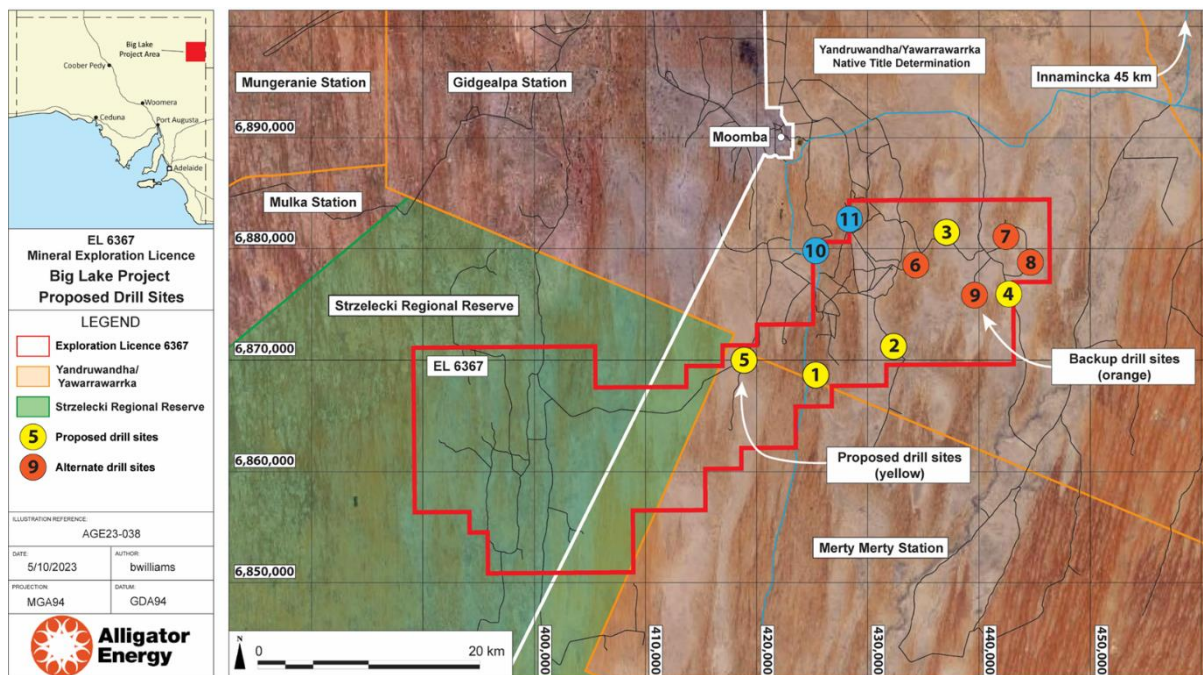 Big Lake
Project Area
Coober Pedy
Woomera
Ceduna
Port Augusta
Adelaide
EL 6367
Mineral Exploration Licence
Big Lake Project
Proposed Drill Sites
LEGEND
Exploration Licence 6367
Yandruwandha/
Yawarrawarrka
Strzelecki Regional Reserve
5 Proposed drill sites
9 Alternate drill sites
ILLUSTRATION REFERENCE:
AGE23-038
DATE:
5/10/2023
AUTHOR:
bwilliams
PROJECTION:
MGA94
DATUM:
GDA94
Alligator
Energy
Mungeranie Station
Gidgealpa Station
Yandruwandha/Yawarrawarrka
Native Title Determination
Innamincka 45 km
6,890,000
Moomba
Mulka Station
11
3
7
6,880,000
10
6
8
Strzelecki Regional Reserve
9
4
6,870,000
EL 6367
5
2
1
Backup drill sites
(orange)
6,860,000
Proposed drill sites
(yellow)
Merty Merty Station
6,850,000
N
0
20 km
400,000
410,000
420,000
430,000
440,000
450,000